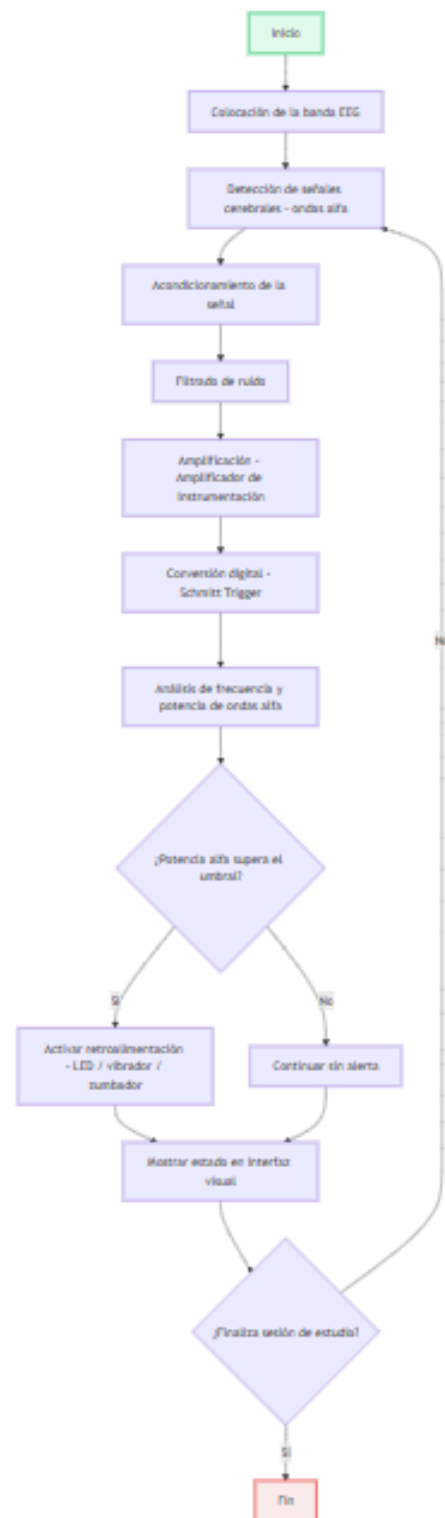 Inicio
Colocación de la banda EEG
Detección de señales
cerebrales - ondas alfa
Acondicionamiento de la
señal
Filtrado de ruido
Amplificación -
Amplificador de
Instrumentación
Conversión digital -
Schmitt Trigger
Análisis de frecuencia y
potencia de ondas alfa
¿Potencia alfa supera el
umbral?
Sí
No
Activar retroalimentación
- LED / vibrador /
zumbador
Continuar sin alerta
Mostrar estado en interfaz
visual
¿Finaliza sesión de estudio?
No
Sí
Fin